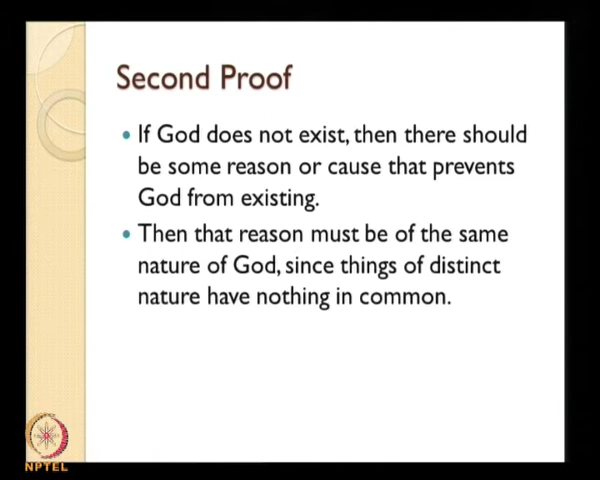 Second Proof
• If God does not exist, then there should
be some reason or cause that prevents
God from existing.
• Then that reason must be of the same
nature of God, since things of distinct
nature have nothing in common.
NPTEL